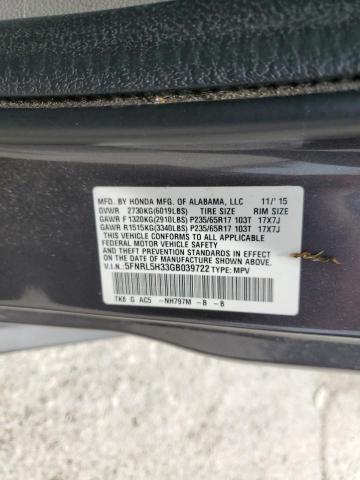 MFD. BY HONDA MFG. OF ALABAMA, LLC 11/'15
GVWR 2730KG(6019LBS) TIRE SIZE RIM SIZE
GAWR F1320KG(2910LBS) P235/65R17 103T 17X7J
GAWR R1515KG(3340LBS) P235/65R17 103T 17X7J
THIS VEHICLE CONFORMS TO ALL APPLICABLE
FEDERAL MOTOR VEHICLE SAFETY, BUMPER,
AND THEFT PREVENTION STANDARDS IN EFFECT
ON THE DATE OF MANUFACTURE SHOWN ABOVE.
V.I.N.:5FNRL5H33GB039722 TYPE: MPV
TK8 G AC5 -NH797M - B - B